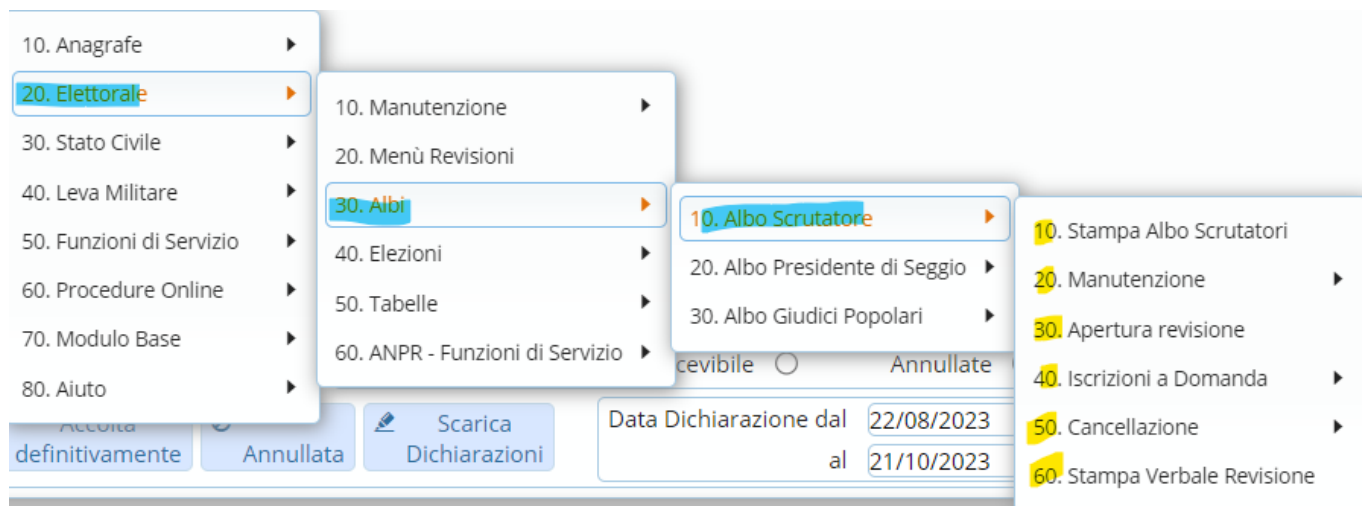 10. Anagrafe
20. Elettorale
30. Stato Civile
40. Leva Militare
50. Funzioni di Servizio
60. Procedure Online
70. Modulo Base
80. Aiuto
10. Manutenzione
20. Menù Revisioni
30. Albi
40. Elezioni
50. Tabelle
60. ANPR - Funzioni di Servizio
10. Albo Scrutatore
20. Albo Presidente di Seggio
30. Albo Giudici Popolari
10. Stampa Albo Scrutatori
20. Manutenzione
30. Apertura revisione
40. Iscrizioni a Domanda
50. Cancellazione
60. Stampa Verbale Revisione
cevibile
Annullate
Accolta
definitivamente
Annullata
Scarica
Dichiarazioni
Data Dichiarazione dal 22/08/2023
al 21/10/2023